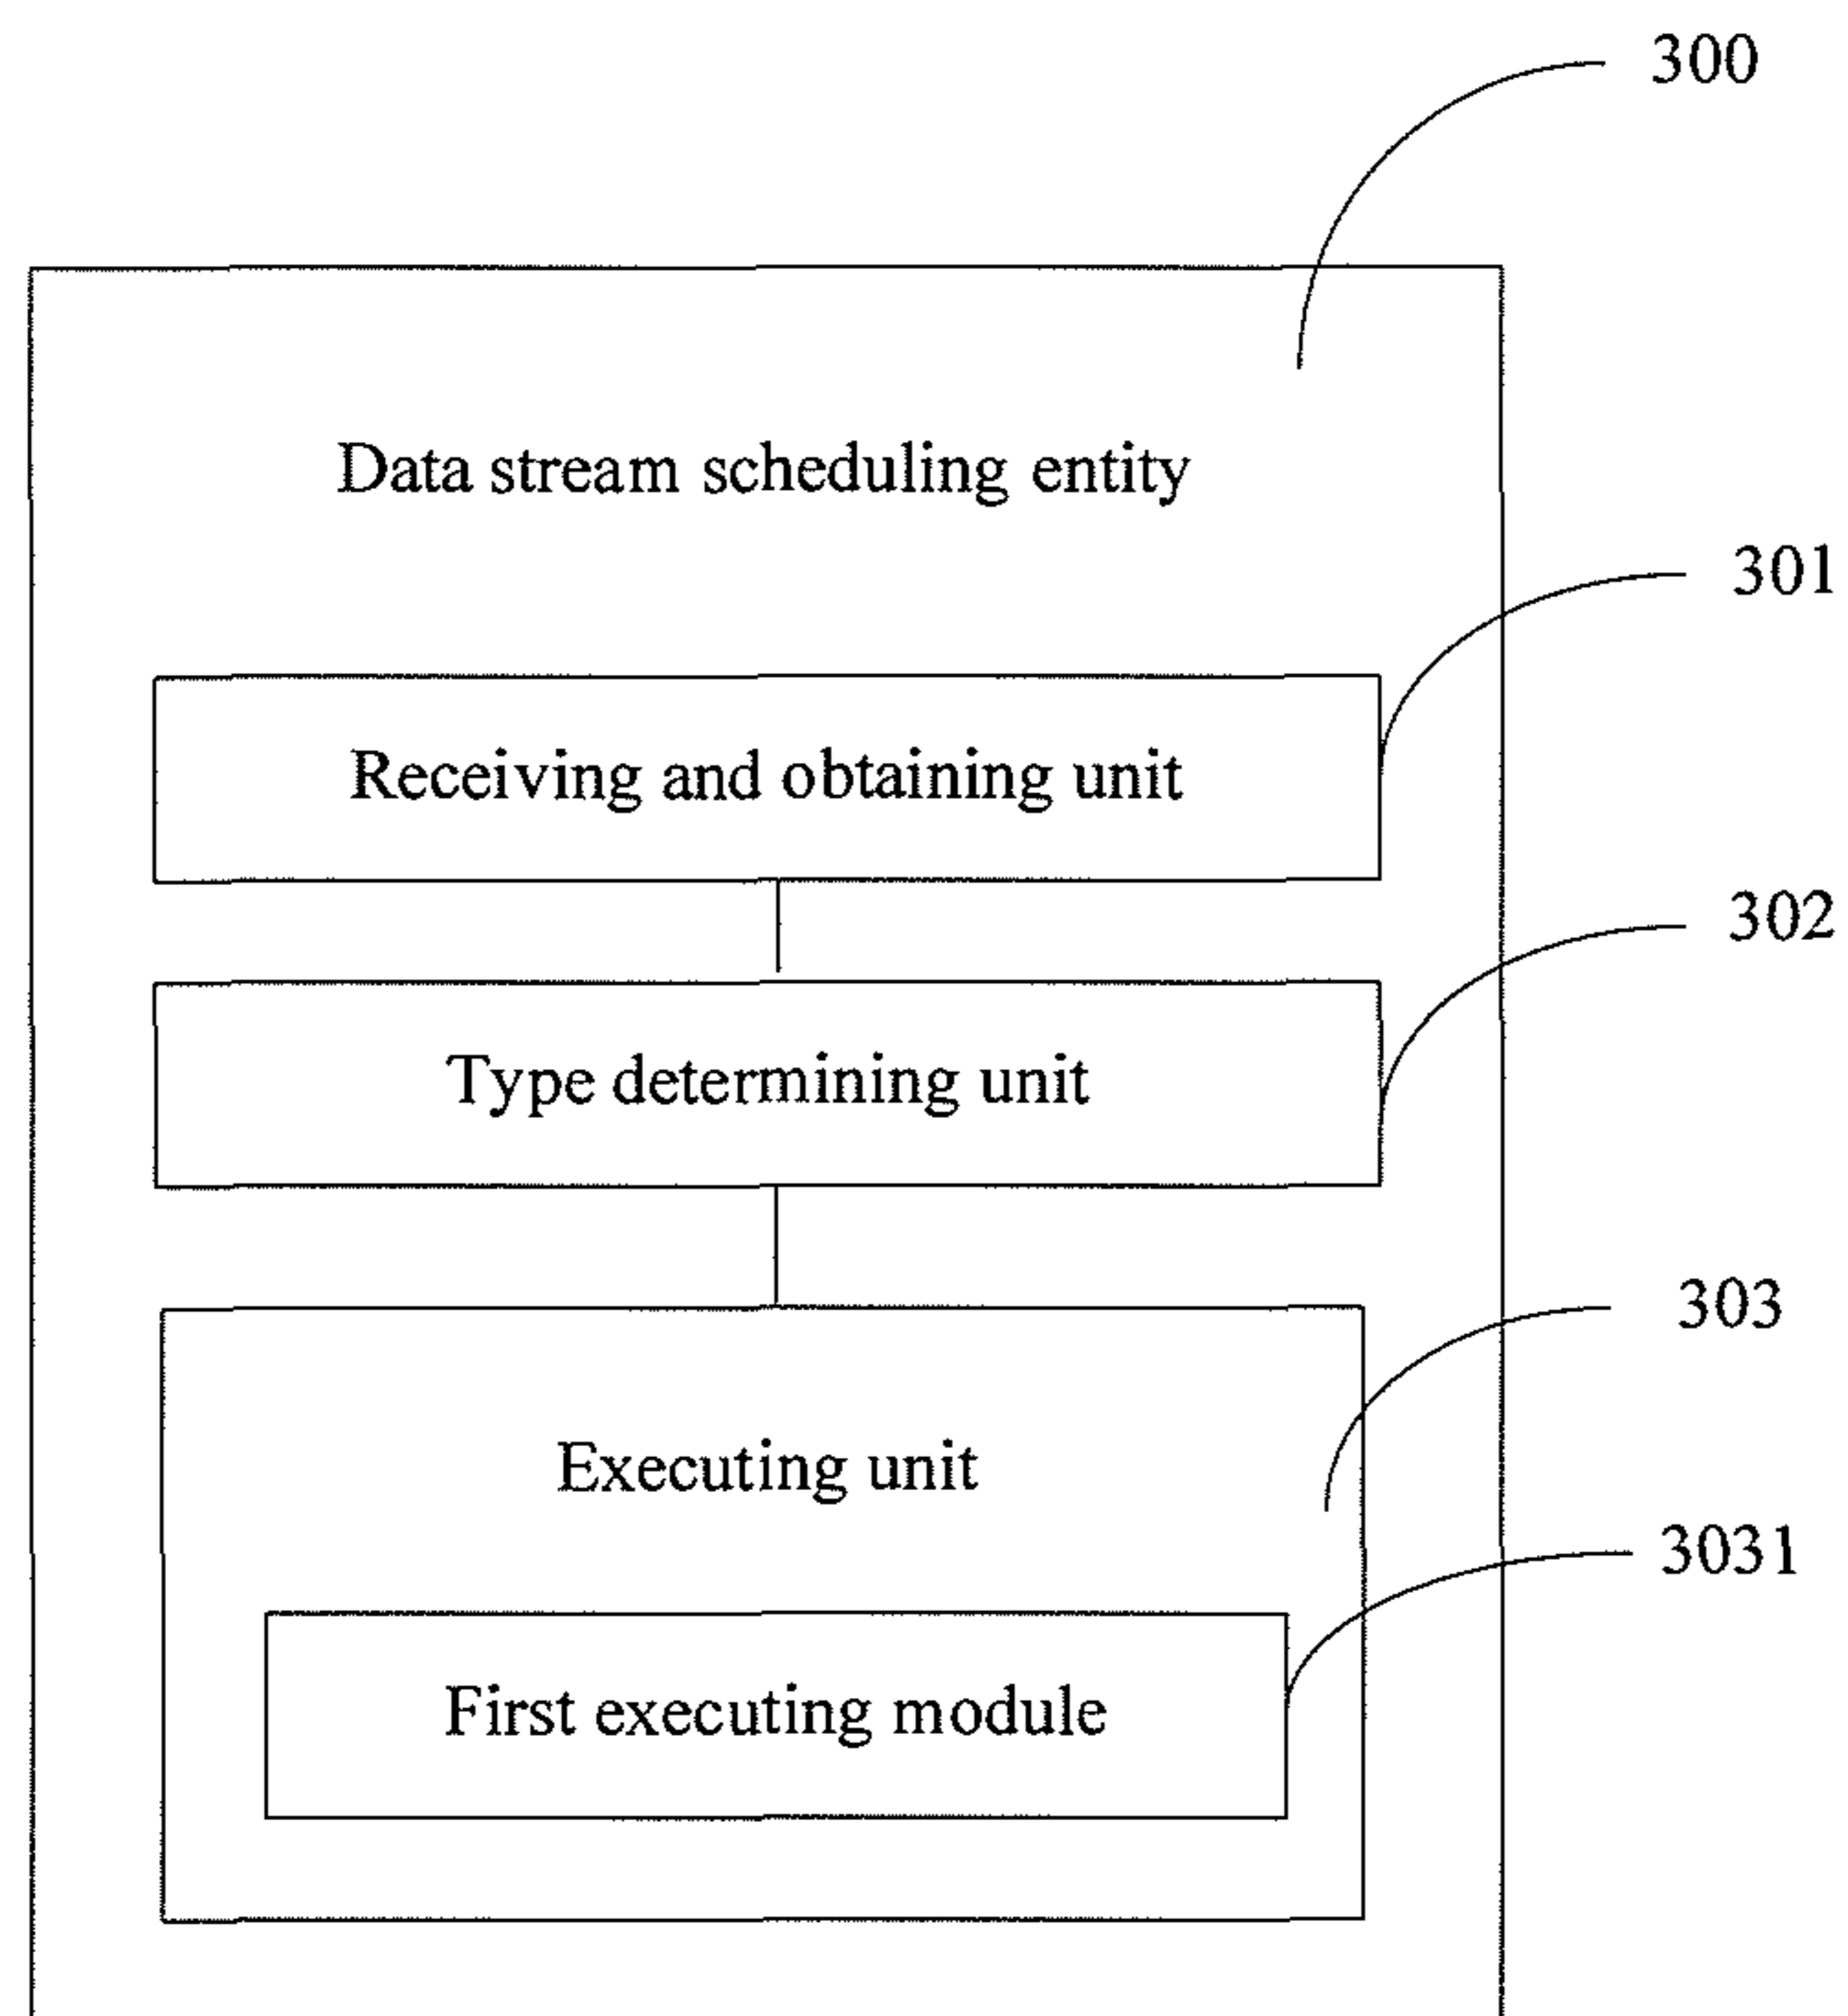 300
Data stream scheduling entity
301
Receiving and obtaining unit
302
Type determining unit
303
Executing unit
3031
First executing module